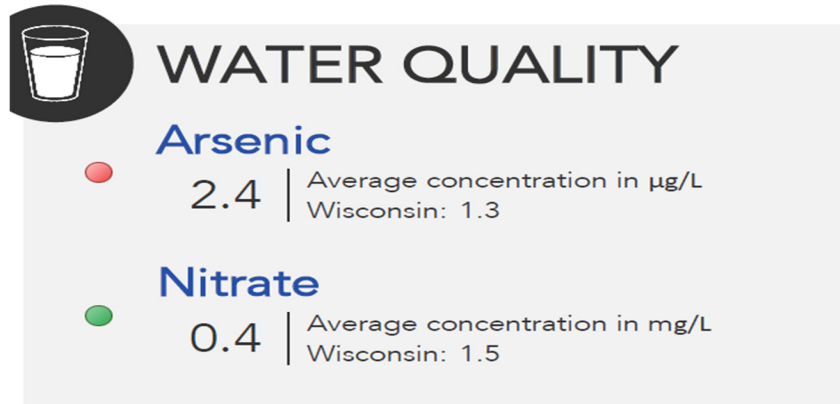 WATER QUALITY
Arsenic
2.4
Average concentration in µg/L
Wisconsin: 1.3
Nitrate
0.4
Average concentration in mg/L
Wisconsin: 1.5